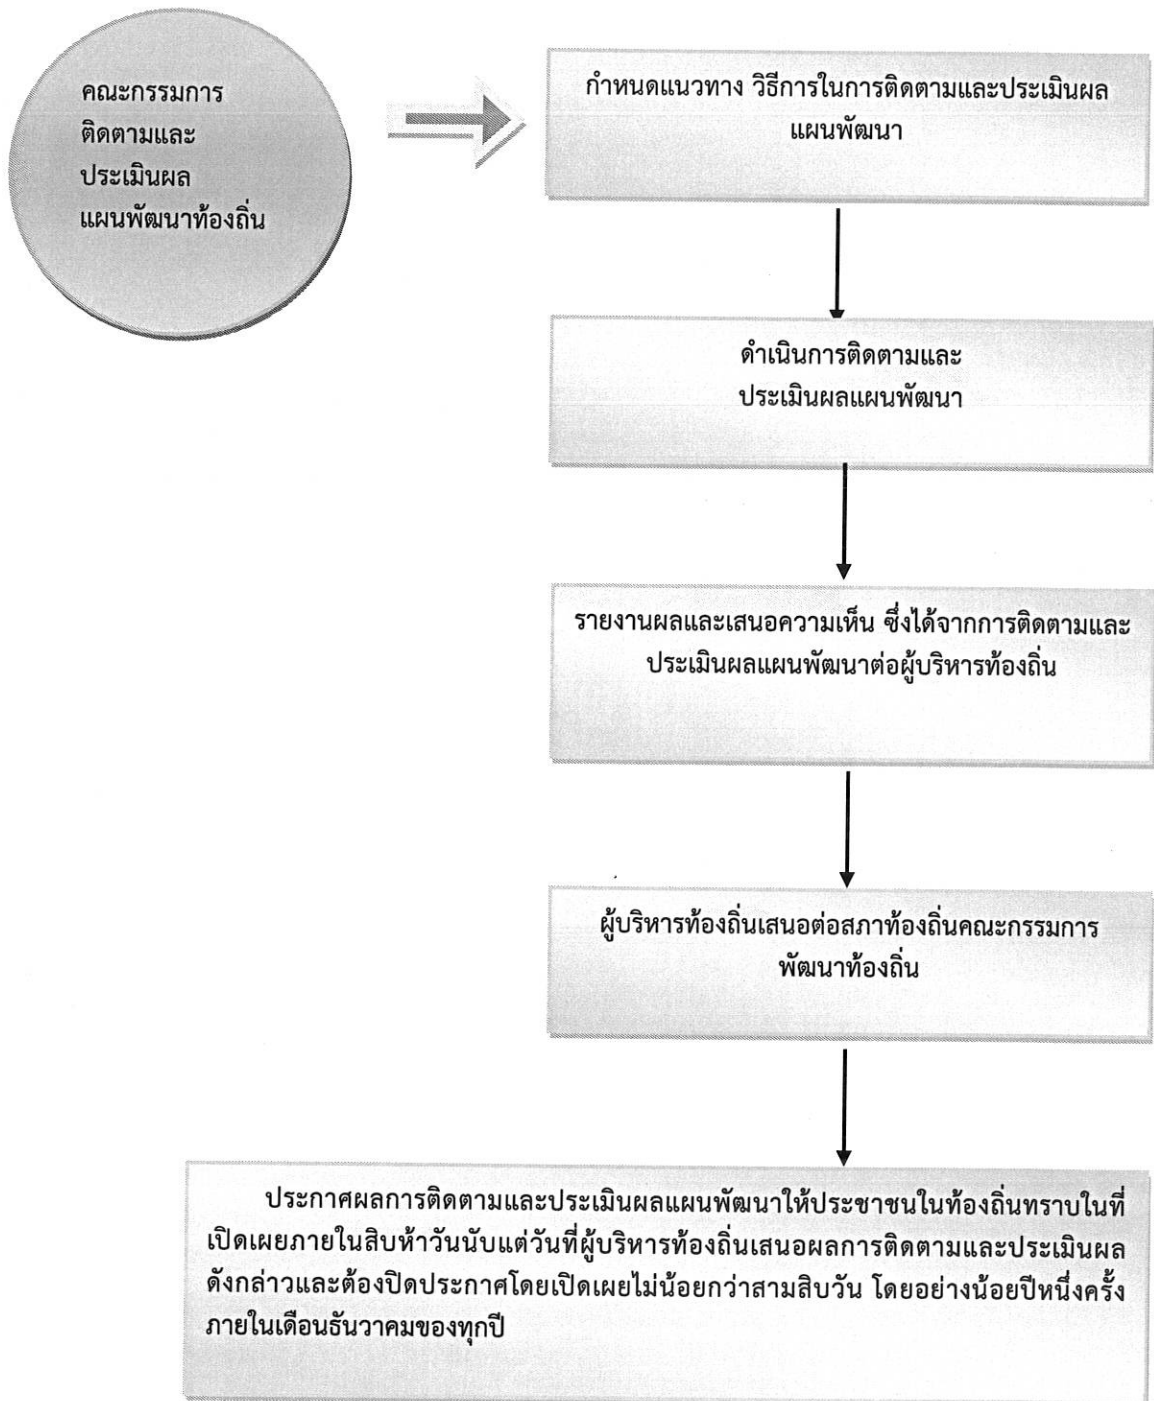 คณะกรรมการ
ติดตามและ
ประเมินผล
แผนพัฒนาท้องถิ่น
กำหนดแนวทาง วิธีการในการติดตามและประเมินผล
แผนพัฒนา
ดำเนินการติดตามและ
ประเมินผลแผนพัฒนา
รายงานผลและเสนอความเห็น ซึ่งได้จากการติดตามและ
ประเมินผลแผนพัฒนาต่อผู้บริหารท้องถิ่น
ผู้บริหารท้องถิ่นเสนอต่อสภาท้องถิ่นคณะกรรมการ
พัฒนาท้องถิ่น
ประกาศผลการติดตามและประเมินผลแผนพัฒนาให้ประชาชนในท้องถิ่นทราบในที่
เปิดเผยภายในสิบห้าวันนับแต่วันที่ผู้บริหารท้องถิ่นเสนอผลการติดตามและประเมินผล
ดังกล่าวและต้องปิดประกาศโดยเปิดเผยไม่น้อยกว่าสามสิบวัน โดยอย่างน้อยปีหนึ่งครั้ง
ภายในเดือนธันวาคมของทุกปี